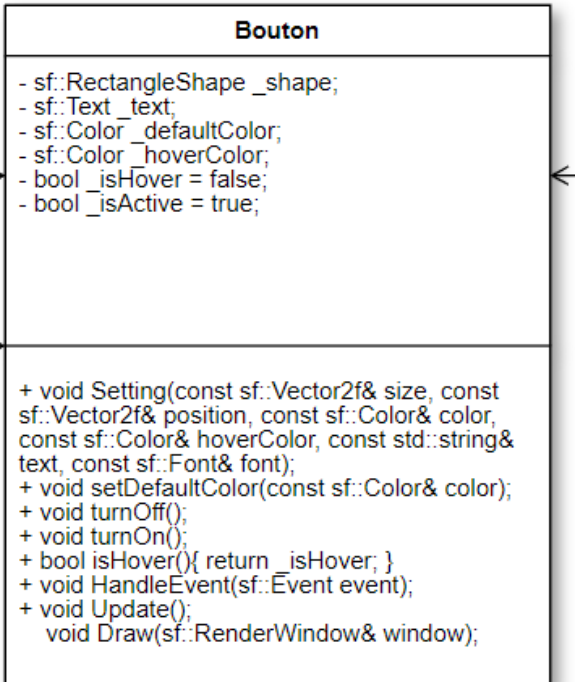 Bouton
- sf::RectangleShape _shape;
- sf::Text _text;
- sf::Color _defaultColor;
- sf::Color _hoverColor;
- bool _isHover = false;
- bool _isActive = true;
+ void Setting(const sf::Vector2f& size, const
sf::Vector2f& position, const sf::Color& color,
const sf::Color& hoverColor, const std::string&
text, const sf::Font& font);
+ void setDefaultColor(const sf::Color& color);
+ void turnOff();
+ void turnOn();
+ bool isHover(){ return _isHover; }
+ void HandleEvent(sf::Event event);
+ void Update();
void Draw(sf::RenderWindow& window);